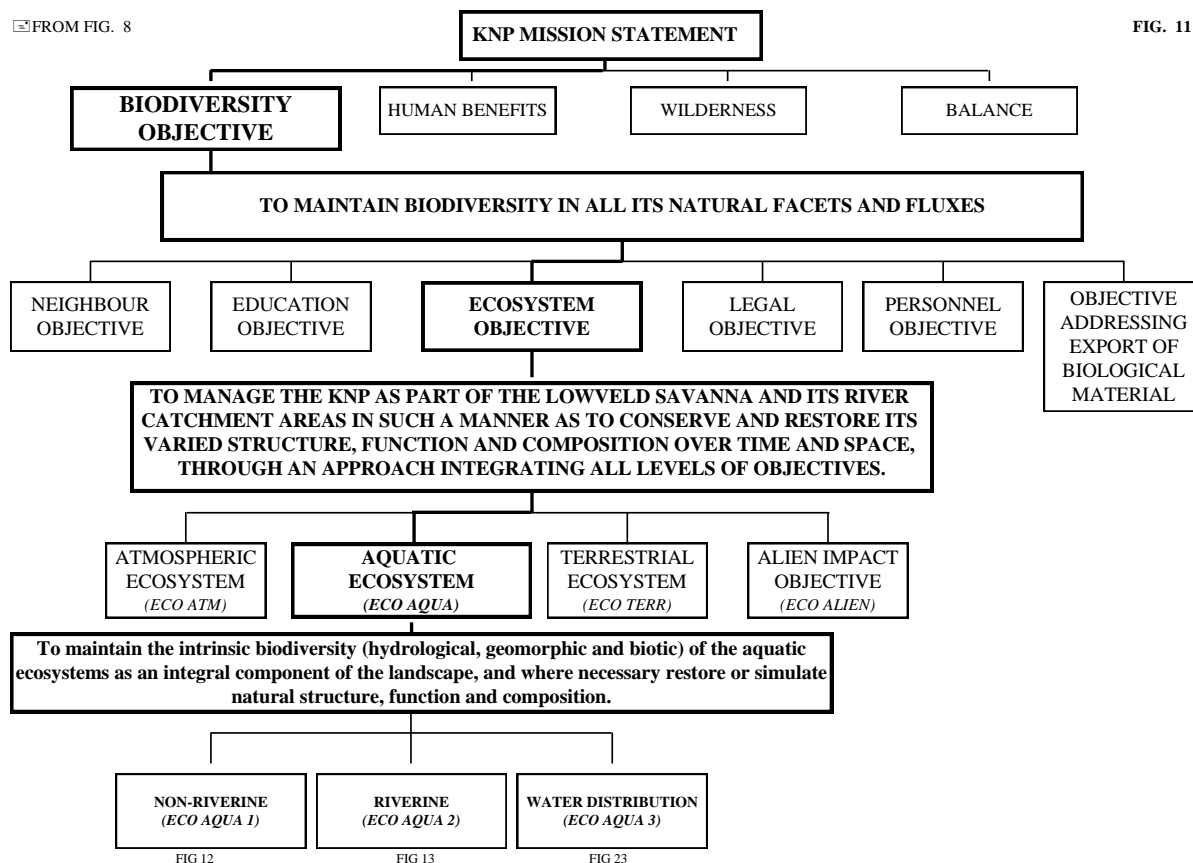 FROM FIG. 8
FIG. 11
KNP MISSION STATEMENT
BIODIVERSITY
OBJECTIVE
HUMAN BENEFITS
WILDERNESS
BALANCE
TO MAINTAIN BIODIVERSITY IN ALL ITS NATURAL FACETS AND FLUXES
NEIGHBOUR
OBJECTIVE
EDUCATION
OBJECTIVE
ECOSYSTEM
OBJECTIVE
LEGAL
OBJECTIVE
PERSONNEL
OBJECTIVE
OBJECTIVE
ADDRESSING
EXPORT OF
BIOLOGICAL
MATERIAL
TO MANAGE THE KNP AS PART OF THE LOWVELD SAVANNA AND ITS RIVER
CATCHMENT AREAS IN SUCH A MANNER AS TO CONSERVE AND RESTORE ITS
VARIED STRUCTURE, FUNCTION AND COMPOSITION OVER TIME AND SPACE,
THROUGH AN APPROACH INTEGRATING ALL LEVELS OF OBJECTIVES.
ATMOSPHERIC
ECOSYSTEM
(ECO ATM)
AQUATIC
ECOSYSTEM
(ECO AQUA)
TERRESTRIAL
ECOSYSTEM
(ECO TERR)
ALIEN IMPACT
OBJECTIVE
(ECO ALIEN)
To maintain the intrinsic biodiversity (hydrological, geomorphic and biotic) of the aquatic
ecosystems as an integral component of the landscape, and where necessary restore or simulate
natural structure, function and composition.
NON-RIVERINE
(ECO AQUA 1)
RIVERINE
(ECO AQUA 2)
WATER DISTRIBUTION
(ECO AQUA 3)
FIG 12
FIG 13
FIG 23